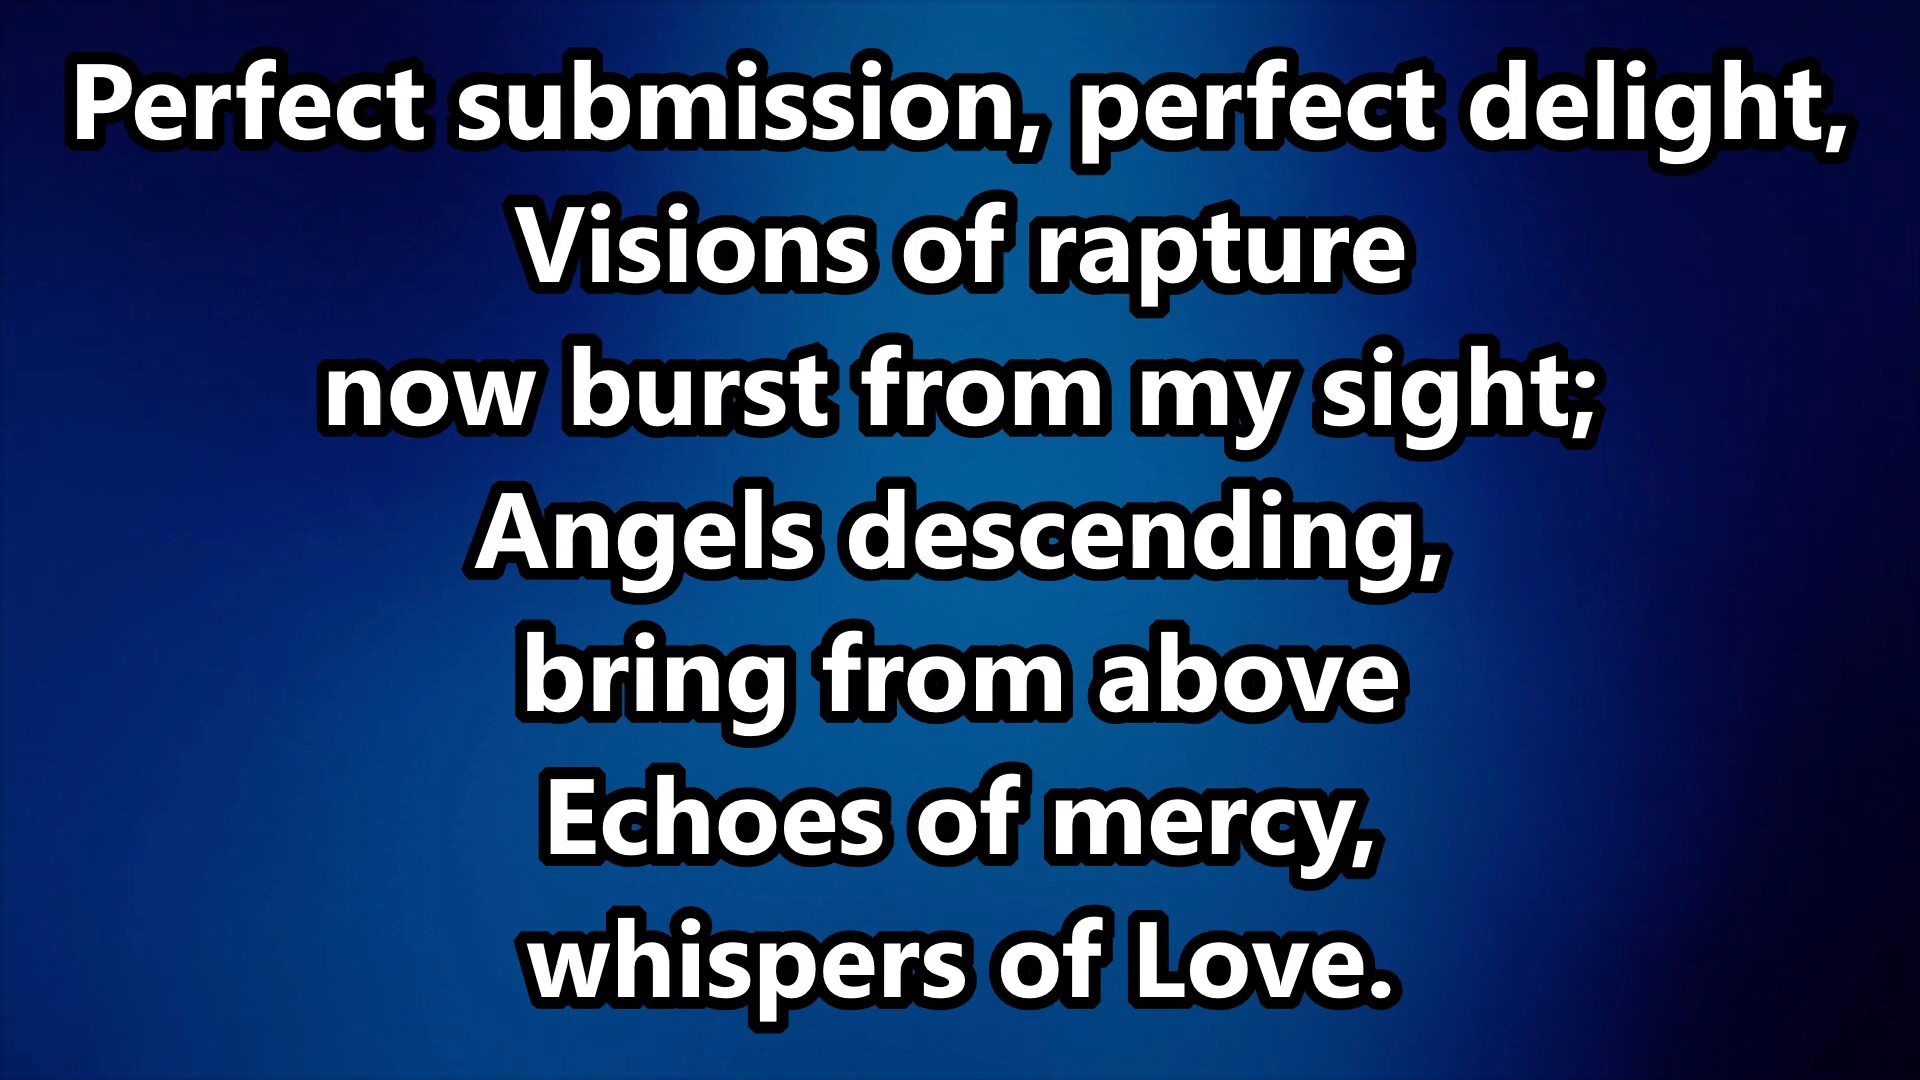 Perfect submission, perfect delight,
Visions of rapture
now burst from my sight;
Angels descending,
bring from above
Echoes of mercy,
whispers of Love.